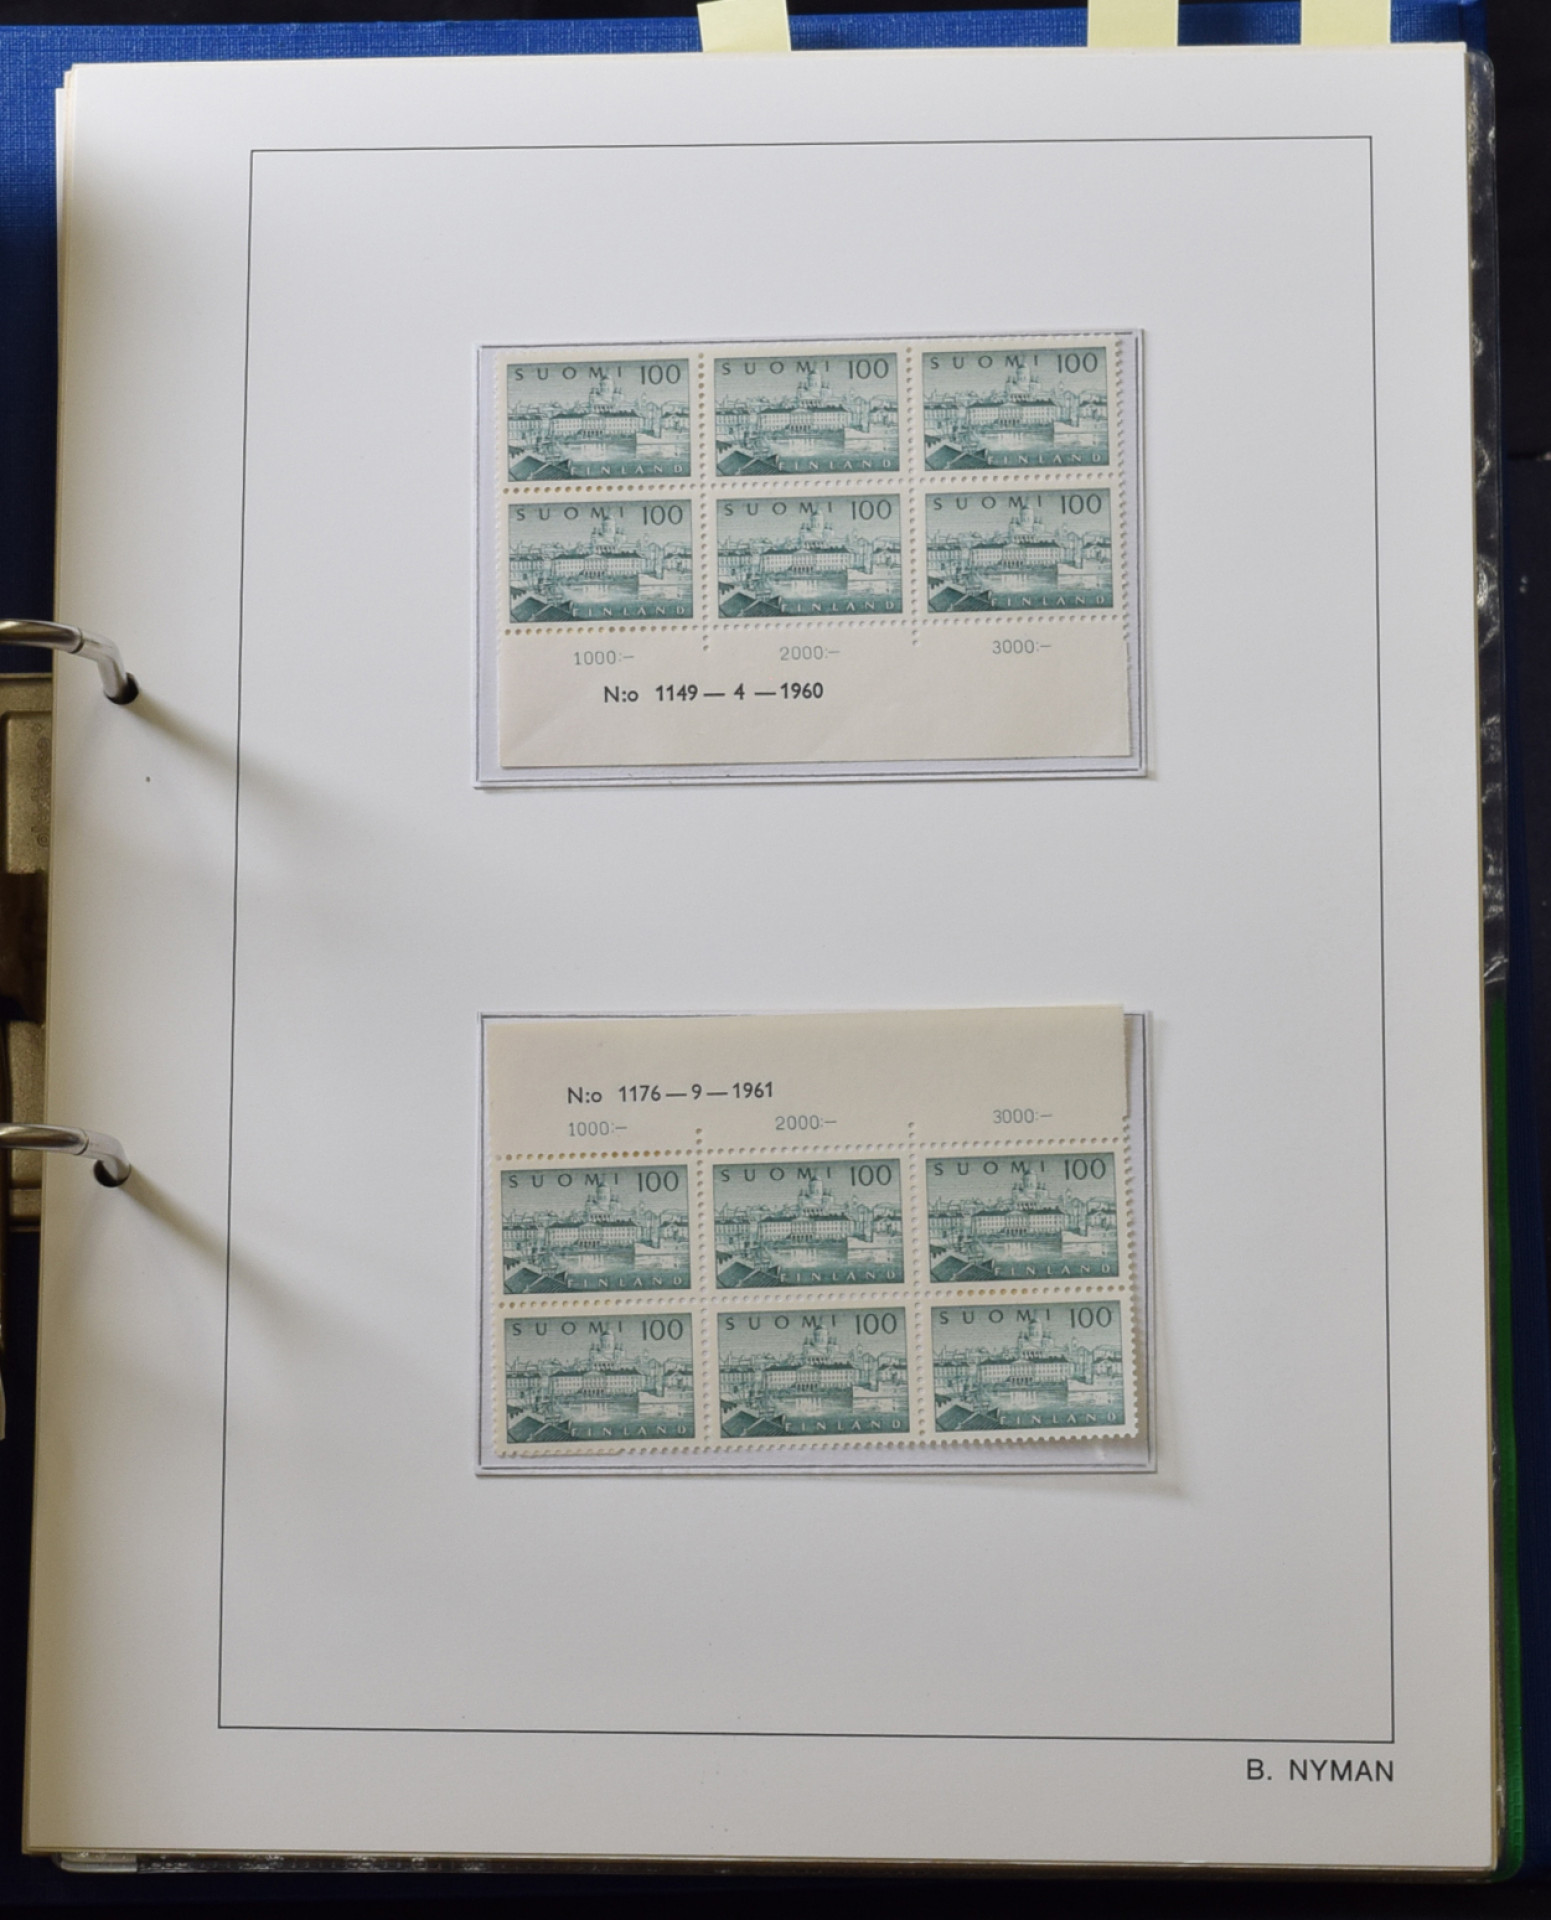 SUOMI 100 SUOMI 100 SUOMI 100
FINLAND FINLAND FINLAND
SUOMI 100 SUOMI 100 SUOMI 100
FINLAND FINLAND FINLAND
1000:– 2000:– 3000:–
N:o 1149 — 4 — 1960
N:o 1176 — 9 — 1961
1000:– 2000:– 3000:–
SUOMI 100 SUOMI 100 SUOMI 100
FINLAND FINLAND FINLAND
SUOMI 100 SUOMI 100 SUOMI 100
FINLAND FINLAND FINLAND
B. NYMAN